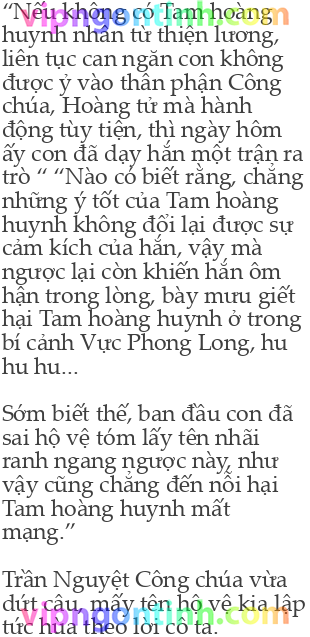 “Nếu không có Tam hoàng
huynh nhân từ thiện lương,
liên tục can ngăn con không
được ỷ vào thân phận Công
chúa, Hoàng tử mà hành
động tùy tiện, thì ngày hôm
ấy con đã dạy hắn một trận ra
trò “ “Nào có biết rằng, chẳng
những ý tốt của Tam hoàng
huynh không đổi lại được sự
cảm kích của hắn, vậy mà
ngược lại còn khiến hắn ôm
hận trong lòng, bày mưu giết
hại Tam hoàng huynh ở trong
bí cảnh Vực Phong Long, hu
hu hu...
Sớm biết thế, ban đầu con đã
sai hộ vệ tóm lấy tên nhãi
ranh ngang ngược này, như
vậy cũng chẳng đến nỗi hại
Tam hoàng huynh mất
mạng.”
Trần Nguyệt Công chúa vừa
dứt câu, mấy tên hộ vệ kia lập
tức hùa theo lời cô ta.
vipngontinh.com
vipngontinh.com